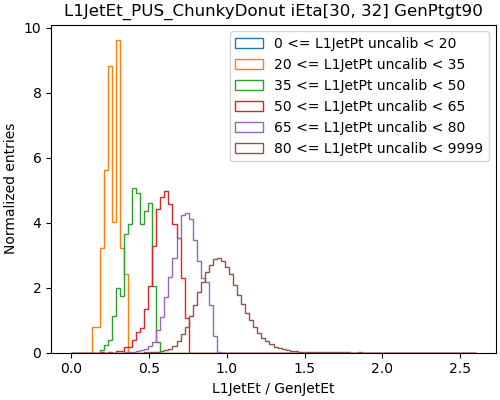 L1JetEt_PUS_ChunkyDonut iEta[30, 32] GenPtgt90
10
8
6
4
2
0
Normalized entries
0 <= L1JetPt uncalib < 20
20 <= L1JetPt uncalib < 35
35 <= L1JetPt uncalib < 50
50 <= L1JetPt uncalib < 65
65 <= L1JetPt uncalib < 80
80 <= L1JetPt uncalib < 9999
0.0 0.5 1.0 1.5 2.0 2.5
L1JetEt / GenJetEt